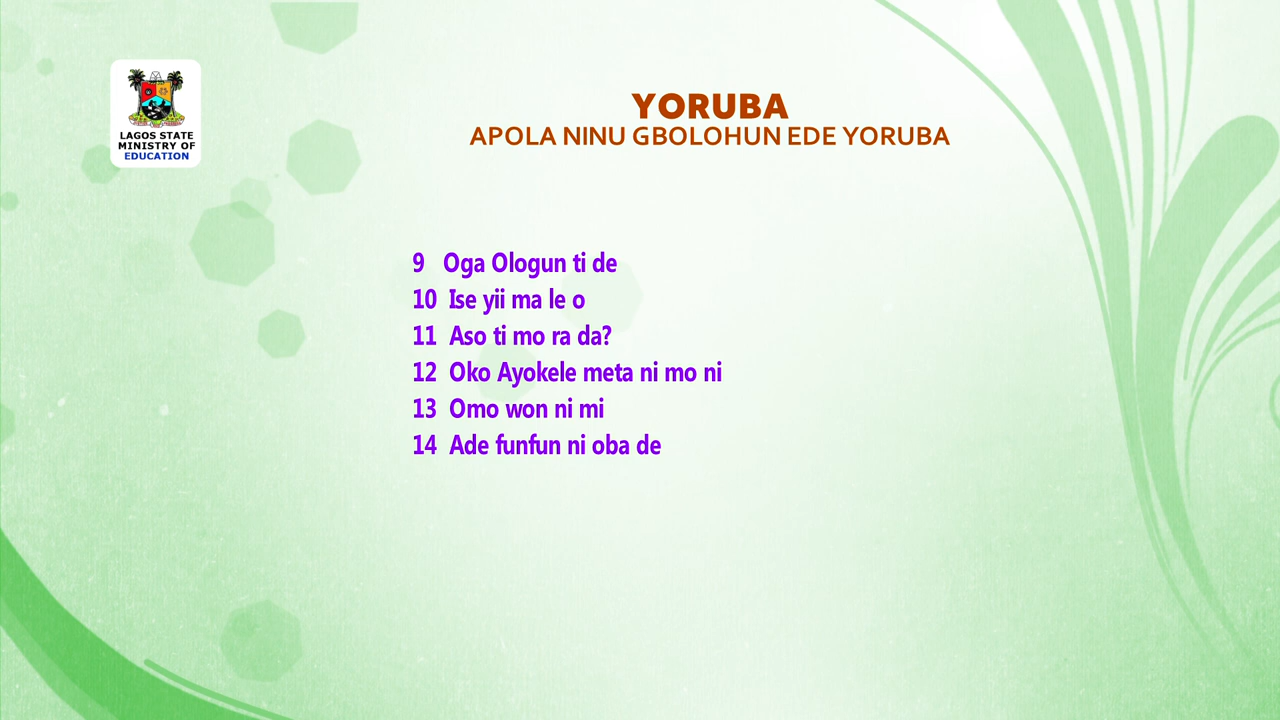 LAGOS STATE
MINISTRY OF
EDUCATION
YORUBA
APOLA NINU GBOLOHUN EDE YORUBA
9 Oga Ologun ti de
10 Ise yii ma le o
11 Aso ti mo ra da?
12 Oko Ayokele meta ni mo ni
13 Omo won ni mi
14 Ade funfun ni oba de